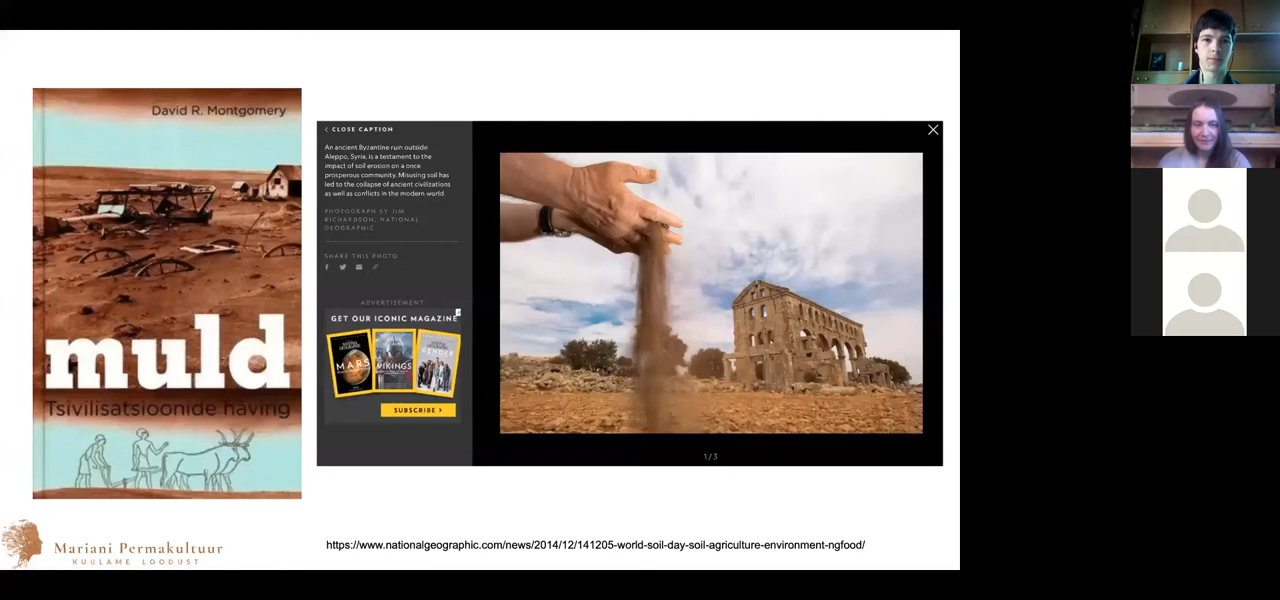 David R. Montgomery
muld
Tsivilisatsioonide häving
CLOSE CAPTION
An ancient Byzantine ruin outside
Aleppo, Syria, is a testament to the
impact of soil erosion on a once
prosperous community. Misusing soil has
led to the collapse of ancient civilizations
as well as conflicts in the modern world.
PHOTOGRAPH BY JIM
RICHARDSON, NATIONAL
GEOGRAPHIC
SHARE THIS PHOTO
ADVERTISEMENT
GET OUR ICONIC MAGAZINE
MARS
VIKINGS
GENDER
SUBSCRIBE >
1/3
Mariani Permakultuur
KUULAME LOODUST
https://www.nationalgeographic.com/news/2014/12/141205-world-soil-day-soil-agriculture-environment-ngfood/